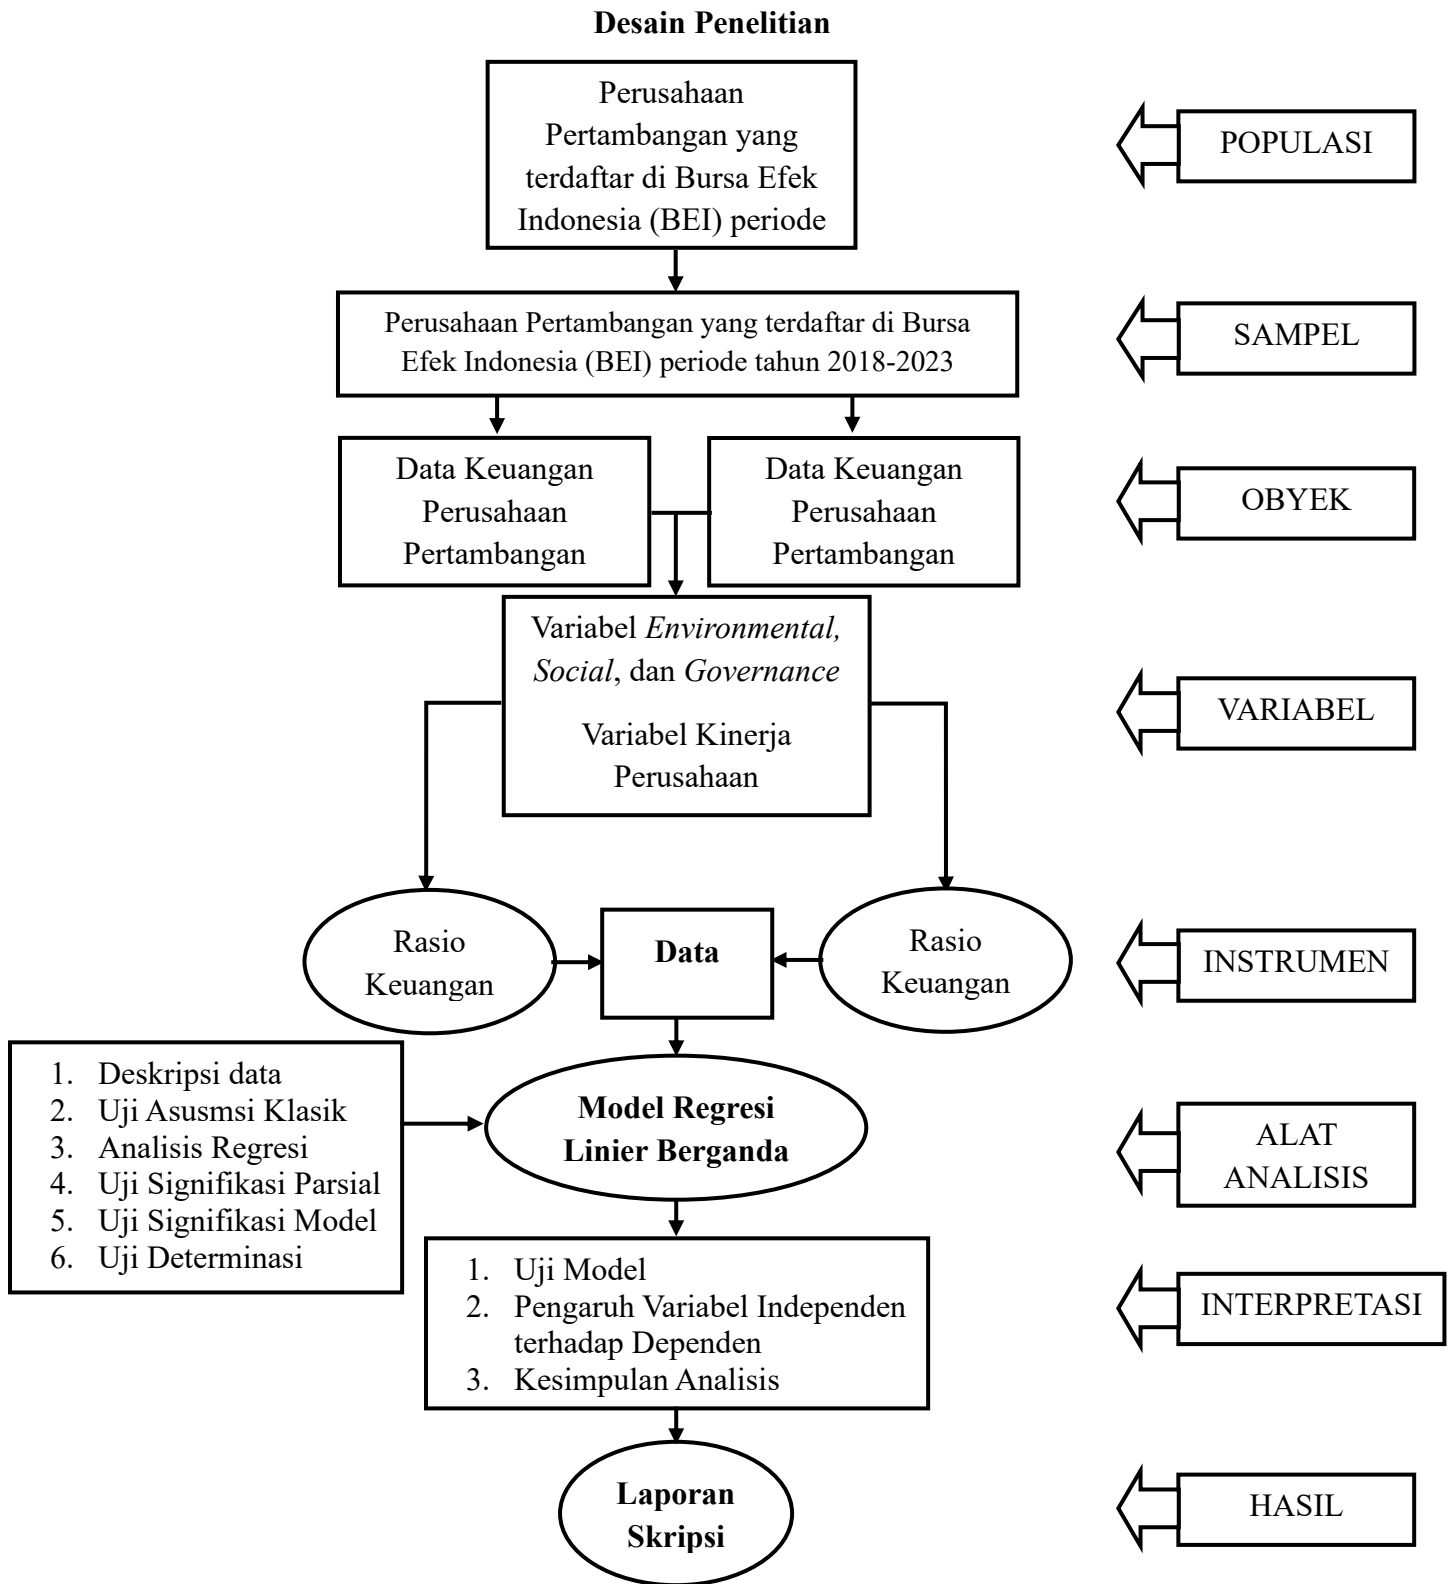 Desain Penelitian
Perusahaan
Pertambangan yang
terdaftar di Bursa Efek
Indonesia (BEI) periode
POPULASI
Perusahaan Pertambangan yang terdaftar di Bursa
Efek Indonesia (BEI) periode tahun 2018-2023
SAMPEL
Data Keuangan
Perusahaan
Pertambangan
Data Keuangan
Perusahaan
Pertambangan
OBYEK
Variabel Environmental,
Social, dan Governance
Variabel Kinerja
Perusahaan
VARIABEL
Rasio
Keuangan
Data
Rasio
Keuangan
INSTRUMEN
1. Deskripsi data
2. Uji Asusmsi Klasik
3. Analisis Regresi
4. Uji Signifikasi Parsial
5. Uji Signifikasi Model
6. Uji Determinasi
Model Regresi
Linier Berganda
ALAT
ANALISIS
1. Uji Model
2. Pengaruh Variabel Independen
terhadap Dependen
3. Kesimpulan Analisis
INTERPRETASI
Laporan
Skripsi
HASIL